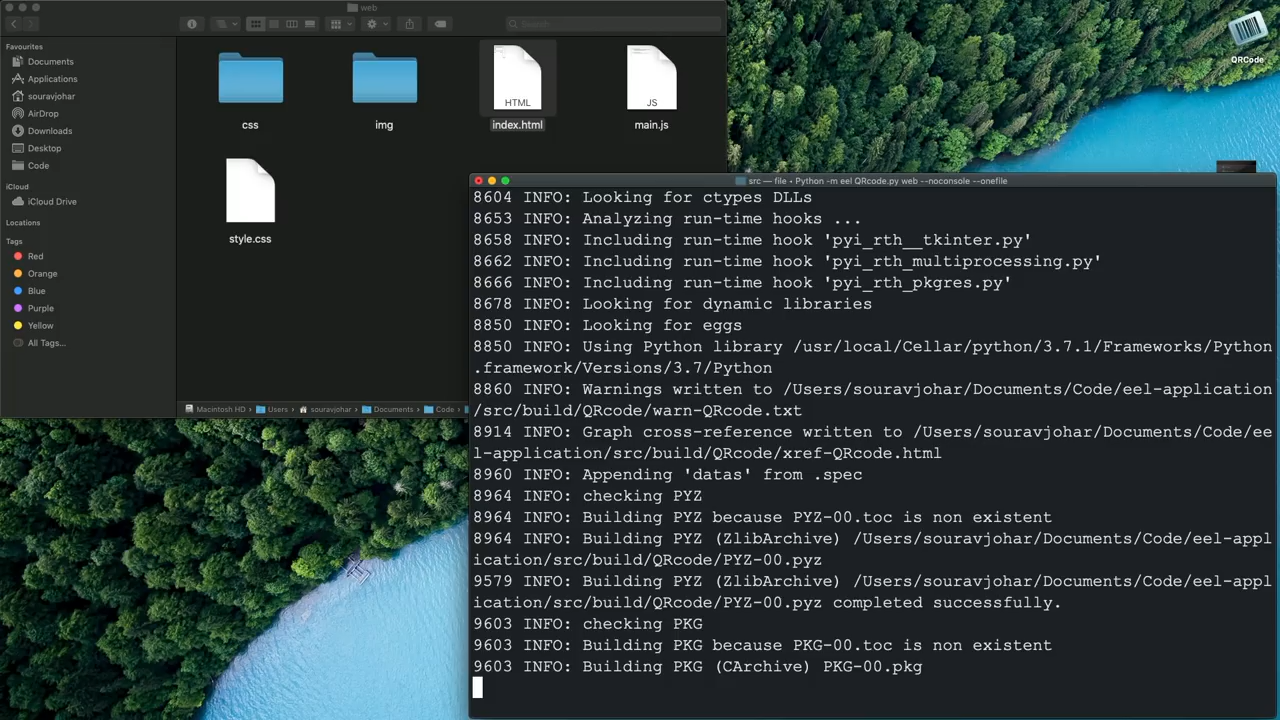 web
Search
Favourites
Documents
Applications
souravjohar
AirDrop
Downloads
Desktop
Code
iCloud
iCloud Drive
Locations
Tags
Red
Orange
Blue
Purple
Yellow
All Tags...
css
img
HTML
index.html
JS
main.js
style.css
Macintosh HD › Users › souravjohar › Documents › Code ›
QRCode
src — file • Python -m eel QRcode.py web --noconsole --onefile
8604 INFO: Looking for ctypes DLLs
8653 INFO: Analyzing run-time hooks ...
8658 INFO: Including run-time hook 'pyi_rth__tkinter.py'
8662 INFO: Including run-time hook 'pyi_rth_multiprocessing.py'
8666 INFO: Including run-time hook 'pyi_rth_pkgres.py'
8678 INFO: Looking for dynamic libraries
8850 INFO: Looking for eggs
8850 INFO: Using Python library /usr/local/Cellar/python/3.7.1/Frameworks/Python
.framework/Versions/3.7/Python
8860 INFO: Warnings written to /Users/souravjohar/Documents/Code/eel-application
/src/build/QRcode/warn-QRcode.txt
8914 INFO: Graph cross-reference written to /Users/souravjohar/Documents/Code/ee
l-application/src/build/QRcode/xref-QRcode.html
8960 INFO: Appending 'datas' from .spec
8964 INFO: checking PYZ
8964 INFO: Building PYZ because PYZ-00.toc is non existent
8964 INFO: Building PYZ (ZlibArchive) /Users/souravjohar/Documents/Code/eel-appl
ication/src/build/QRcode/PYZ-00.pyz
9579 INFO: Building PYZ (ZlibArchive) /Users/souravjohar/Documents/Code/eel-appl
ication/src/build/QRcode/PYZ-00.pyz completed successfully.
9603 INFO: checking PKG
9603 INFO: Building PKG because PKG-00.toc is non existent
9603 INFO: Building PKG (CArchive) PKG-00.pkg